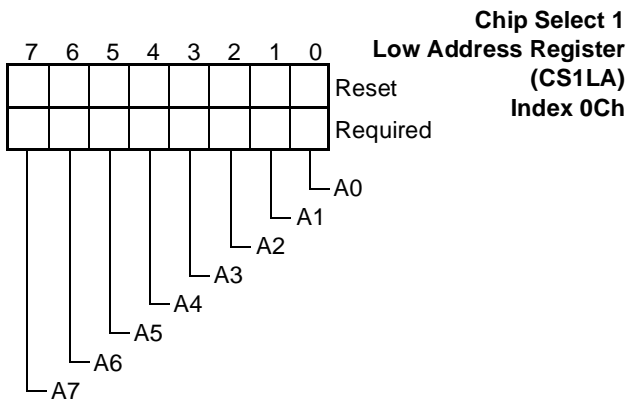 Chip Select 1
Low Address Register
(CS1LA)
Index 0Ch
7 6 5 4 3 2 1 0
Reset
Required
A0
A1
A2
A3
A4
A5
A6
A7